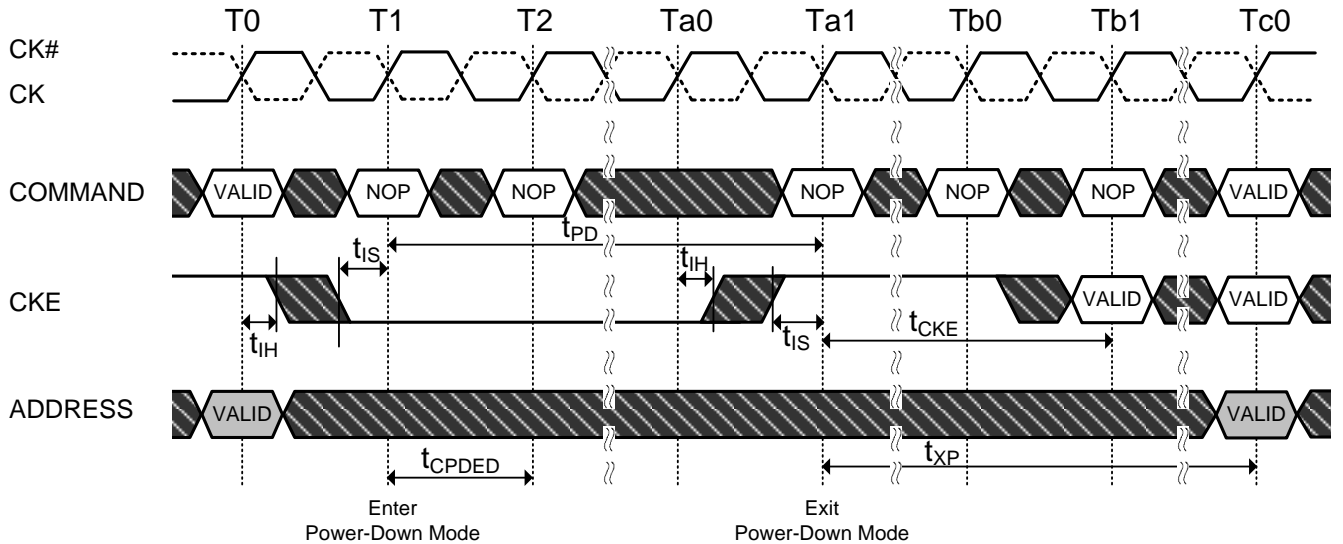 T0 T1 T2 Ta0 Ta1 Tb0 Tb1 Tc0
CK#
CK
COMMAND VALID NOP NOP NOP NOP NOP VALID
tPD
tIS tIH
CKE VALID VALID
tIH tIS tCKE
ADDRESS VALID VALID
tCPDED tXP
Enter Power-Down Mode
Exit Power-Down Mode